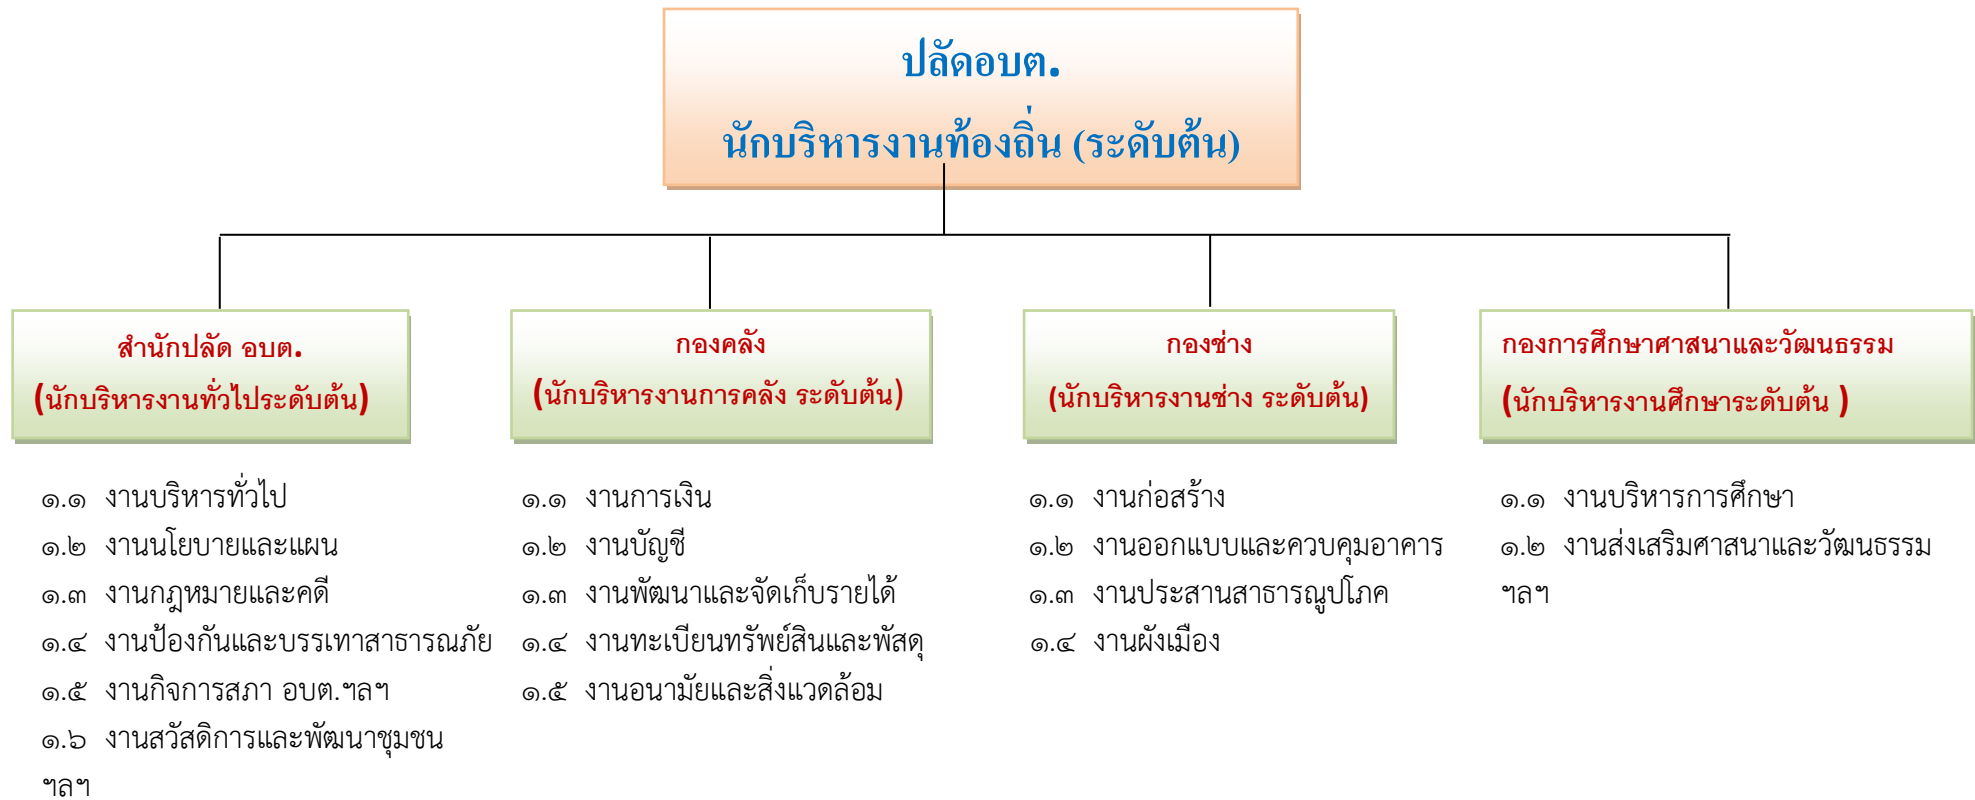 ปลัดอบต.
นักบริหารงานท้องถิ่น (ระดับต้น)
สำนักปลัด อบต.
(นักบริหารงานทั่วไประดับต้น)
กองคลัง
(นักบริหารงานการคลัง ระดับต้น)
กองช่าง
(นักบริหารงานช่าง ระดับต้น)
กองการศึกษาศาสนาและวัฒนธรรม
(นักบริหารงานศึกษาระดับต้น )
๑.๑ งานบริหารทั่วไป
๑.๒ งานนโยบายและแผน
๑.๓ งานกฎหมายและคดี
๑.๔ งานป้องกันและบรรเทาสาธารณภัย
๑.๕ งานกิจการสภา อบต.ฯลฯ
๑.๖ งานสวัสดิการและพัฒนาชุมชน
ฯลฯ
๑.๑ งานการเงิน
๑.๒ งานบัญชี
๑.๓ งานพัฒนาและจัดเก็บรายได้
๑.๔ งานทะเบียนทรัพย์สินและพัสดุ
๑.๕ งานอนามัยและสิ่งแวดล้อม
๑.๑ งานก่อสร้าง
๑.๒ งานออกแบบและควบคุมอาคาร
๑.๓ งานประสานสาธารณูปโภค
๑.๔ งานผังเมือง
๑.๑ งานบริหารการศึกษา
๑.๒ งานส่งเสริมศาสนาและวัฒนธรรม
ฯลฯ